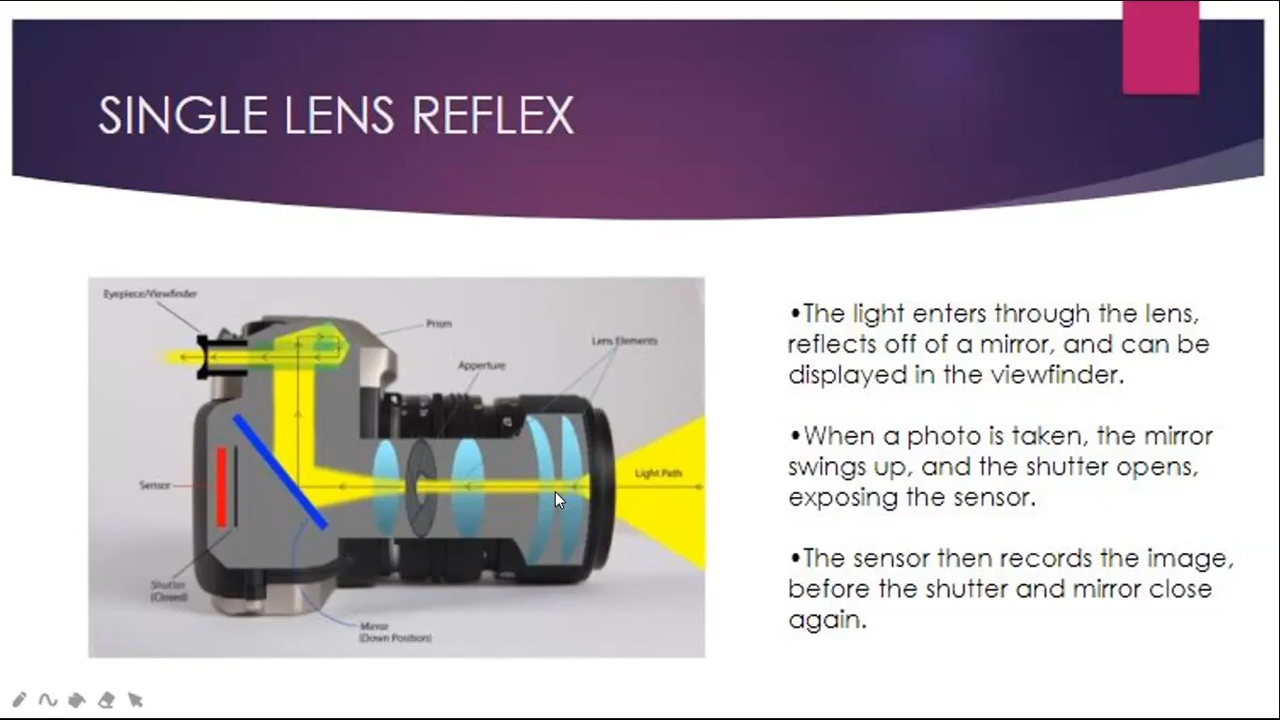 SINGLE LENS REFLEX
Eyepiece/Viewfinder
Prism
Lens Elements
Apperture
Light Path
Sensor
Shutter
(Closed)
Mirror
(Down Position)
•The light enters through the lens,
reflects off of a mirror, and can be
displayed in the viewfinder.
•When a photo is taken, the mirror
swings up, and the shutter opens,
exposing the sensor.
•The sensor then records the image,
before the shutter and mirror close
again.